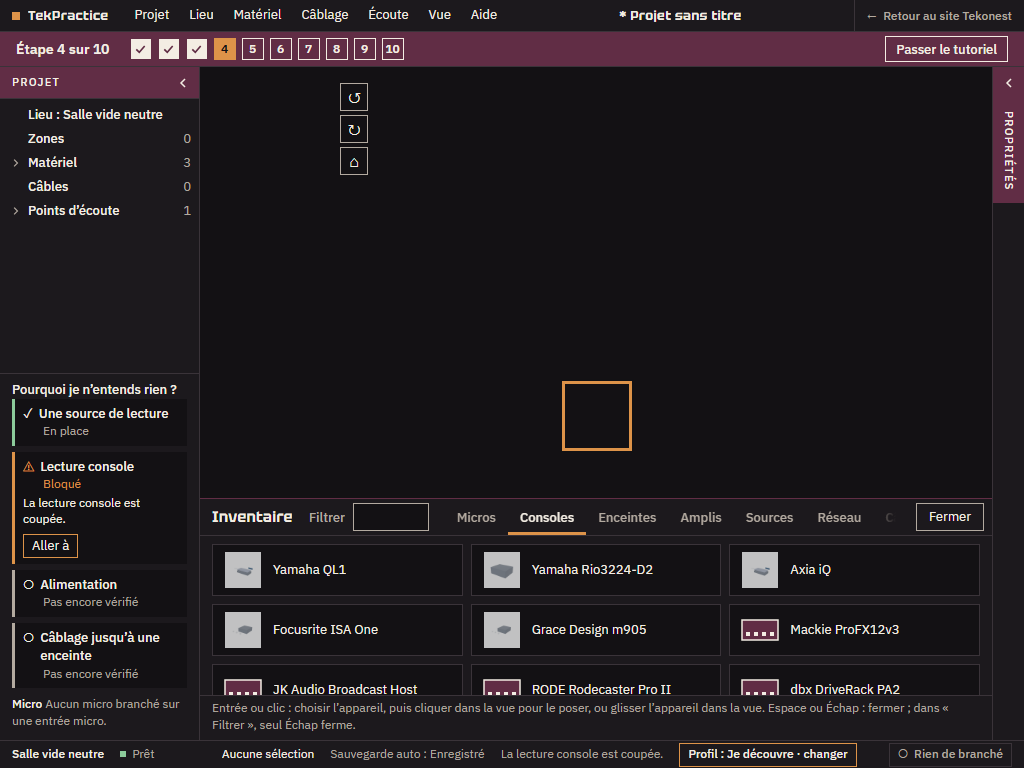 TekPractice
Projet Lieu Matériel Câblage Écoute Vue Aide
* Projet sans titre
← Retour au site Tekonest
Étape 4 sur 10
4 5 6 7 8 9 10
Passer le tutoriel
PROJET
Lieu : Salle vide neutre
Zones 0
Matériel 3
Câbles 0
Points d'écoute 1
PROPRIÉTÉS
Pourquoi je n'entends rien ?
Une source de lecture
En place
Lecture console
Bloqué
La lecture console est
coupée.
Aller à
Alimentation
Pas encore vérifié
Câblage jusqu'à une
enceinte
Pas encore vérifié
Micro Aucun micro branché sur
une entrée micro.
Inventaire Filtrer Micros Consoles Enceintes Amplis Sources Réseau Fermer
Yamaha QL1 Yamaha Rio3224-D2 Axia iQ
Focusrite ISA One Grace Design m905 Mackie ProFX12v3
JK Audio Broadcast Host RODE Rodecaster Pro II dbx DriveRack PA2
Entrée ou clic : choisir l'appareil, puis cliquer dans la vue pour le poser, ou glisser l'appareil dans la vue. Espace ou Échap : fermer ; dans «
Filtrer », seul Échap ferme.
Salle vide neutre Prêt Aucune sélection Sauvegarde auto : Enregistré La lecture console est coupée. Profil : Je découvre · changer Rien de branché